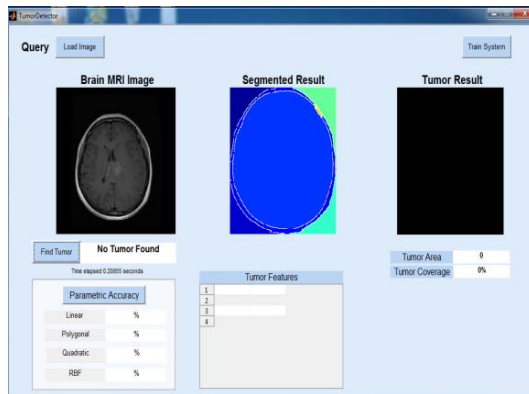 TumorDetector
Query Load Image Train System
Brain MRI Image Segmented Result Tumor Result
Find Tumor No Tumor Found
Time elapsed 0.20855 seconds
Tumor Area 0
Tumor Coverage 0%
Parametric Accuracy
Linear %
Polygonal %
Quadratic %
RBF %
Tumor Features
1
2
3
4